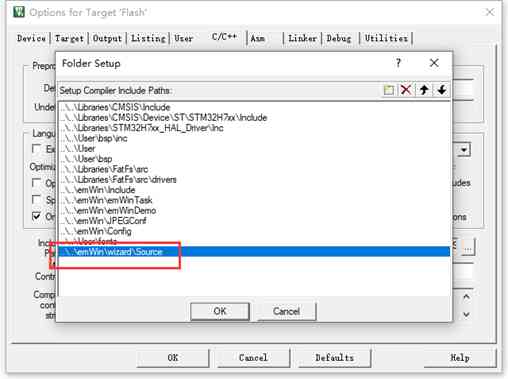 Options for Target 'Flash'
Device Target Output Listing User C/C++ Asm Linker Debug Utilities
Folder Setup
Setup Compiler Include Paths:
..\..\Libraries\CMSIS\Include
..\..\Libraries\CMSIS\Device\ST\STM32H7xx\Include
..\..\Libraries\STM32H7xx_HAL_Driver\Inc
..\..\User\bsp\inc
..\..\User
..\..\User\bsp
..\..\Libraries\FatFs\src
..\..\Libraries\FatFs\src\drivers
..\..\emWin\Include
..\..\emWin\emWinTask
..\..\emWin\emWinDemo
..\..\emWin\JPEGConf
..\..\emWin\Config
..\..\User\fonts
..\..\emWin\wizard\Source
OK Cancel
Prepro
Def
Undef
Langu
Ex
Optimiz
Op
Sp
On
Inclu
Pa
Contr
Comp
cont
stri
udes
ions
...
OK Cancel Defaults Help